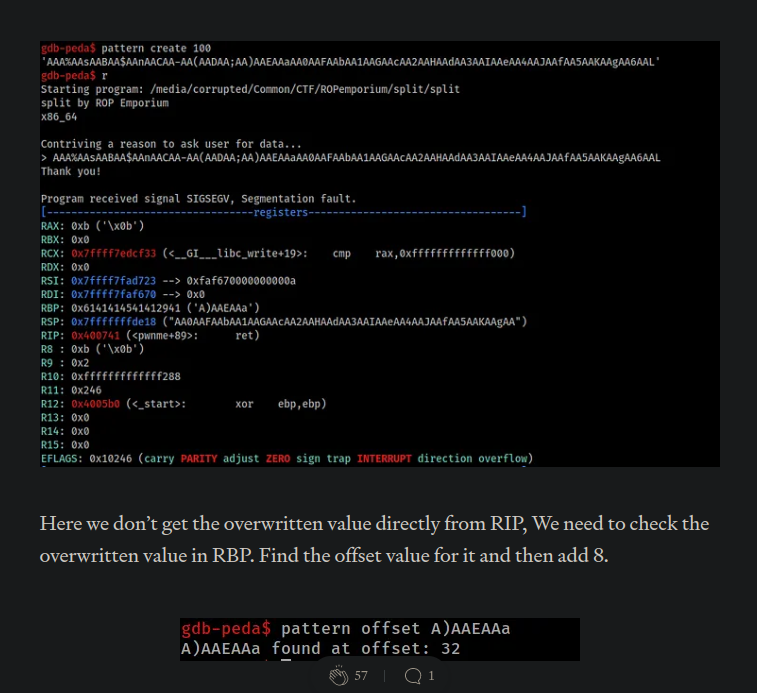 gdb-peda$ pattern create 100
'AAA%AAsAABAA$AAnAACAA-AA(AADAA;AA)AAEAAaAA0AAFAAbAA1AAGAAcAA2AAHAAdAA3AAIAAeAA4AAJAAfAA5AAKAAgAA6AAL'
gdb-peda$ r
Starting program: /media/corrupted/Common/CTF/ROPemporium/split/split
split by ROP Emporium
x86_64
Contriving a reason to ask user for data...
> AAA%AAsAABAA$AAnAACAA-AA(AADAA;AA)AAEAAaAA0AAFAAbAA1AAGAAcAA2AAHAAdAA3AAIAAeAA4AAJAAfAA5AAKAAgAA6AAL
Thank you!
Program received signal SIGSEGV, Segmentation fault.
[----------------------------------registers-----------------------------------]
RAX: 0xb ('\x0b')
RBX: 0x0
RCX: 0x7ffff7edcf33 (<__GI___libc_write+19>: cmp rax,0xfffffffffffff000)
RDX: 0x0
RSI: 0x7ffff7fad723 --> 0xfaf670000000000a
RDI: 0x7ffff7faf670 --> 0x0
RBP: 0x6141414541412941 ('A)AAEAAa')
RSP: 0x7fffffffde18 ("AA0AAFAAbAA1AAGAAcAA2AAHAAdAA3AAIAAeAA4AAJAAfAA5AAKAAgAA")
RIP: 0x400741 (<pwnme+89>: ret)
R8 : 0xb ('\x0b')
R9 : 0x2
R10: 0xfffffffffffff288
R11: 0x246
R12: 0x4005b0 (<_start>: xor ebp,ebp)
R13: 0x0
R14: 0x0
R15: 0x0
EFLAGS: 0x10246 (carry PARITY adjust ZERO sign trap INTERRUPT direction overflow)
Here we don’t get the overwritten value directly from RIP, We need to check the
overwritten value in RBP. Find the offset value for it and then add 8.
gdb-peda$ pattern offset A)AAEAAa
A)AAEAAa found at offset: 32
57 | 1